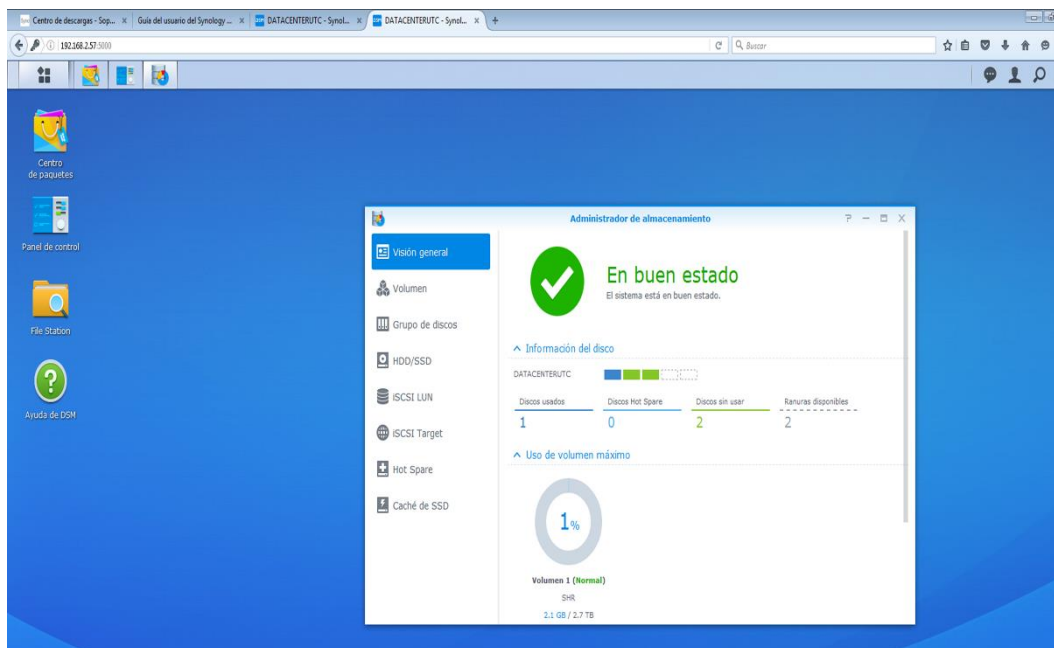 Centro de descargas - Sop... x
Guía del usuario del Synology ... x
DATACENTERUTC - Synol... x
DATACENTERUTC - Synol... x +
192.168.2.57:5000
Buscar
Centro
de paquetes
Panel de control
File Station
Ayuda de DSM
Administrador de almacenamiento
Visión general
Volumen
Grupo de discos
HDD/SSD
iSCSI LUN
iSCSI Target
Hot Spare
Caché de SSD
En buen estado
El sistema está en buen estado.
Información del disco
DATACENTERUTC
Discos usados Discos Hot Spare Discos sin usar Ranuras disponibles
1 0 2 2
Uso de volumen máximo
1%
Volumen 1 (Normal)
SHR
2.1 GB / 2.7 TB